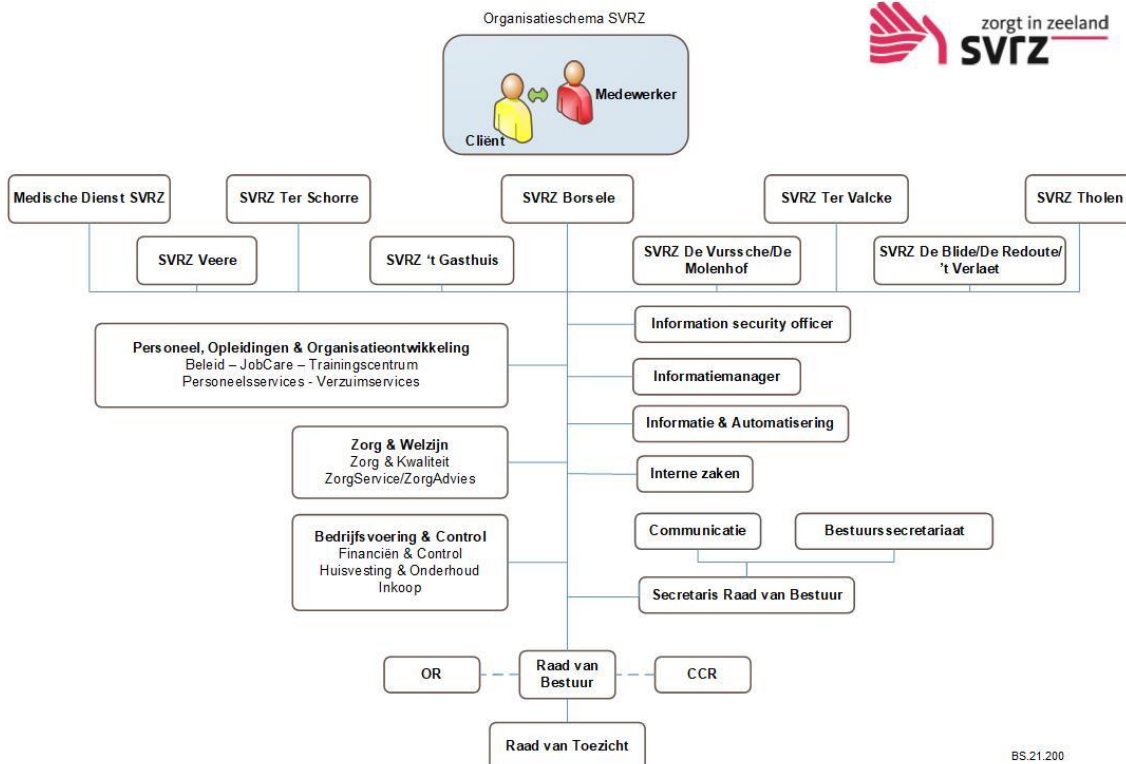 Organisatieschema SVRZ
zorgt in zeeland
svrz
Medewerker
Cliënt
Medische Dienst SVRZ
SVRZ Ter Schorre
SVRZ Borsele
SVRZ Ter Valcke
SVRZ Tholen
SVRZ Veere
SVRZ ‘t Gasthuis
SVRZ De Vurssche/De
Molenhof
SVRZ De Blide/De Redoute/
’t Verlaet
Information security officer
Personeel, Opleidingen & Organisatieontwikkeling
Beleid – JobCare – Trainingscentrum
Personeelsservices - Verzuimservices
Informatiemanager
Informatie & Automatisering
Zorg & Welzijn
Zorg & Kwaliteit
ZorgService/ZorgAdvies
Interne zaken
Communicatie
Bestuurssecretariaat
Bedrijfsvoering & Control
Financiën & Control
Huisvesting & Onderhoud
Inkoop
Secretaris Raad van Bestuur
OR
Raad van
Bestuur
CCR
Raad van Toezicht
BS.21.200